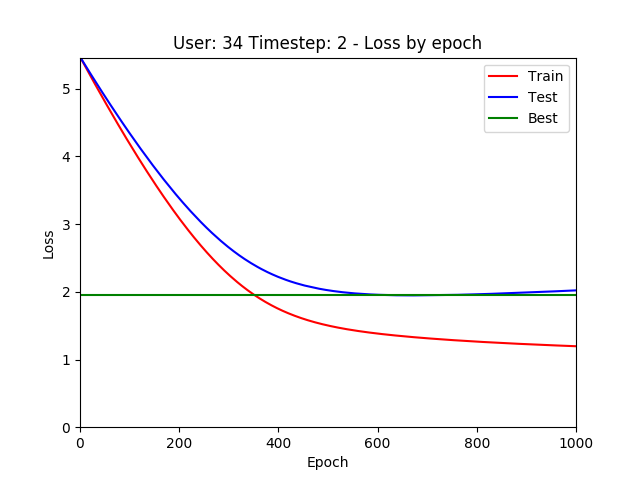 User: 34 Timestep: 2 - Loss by epoch
Train
Test
Best
Loss
5
4
3
2
1
0
0 200 400 600 800 1000
Epoch